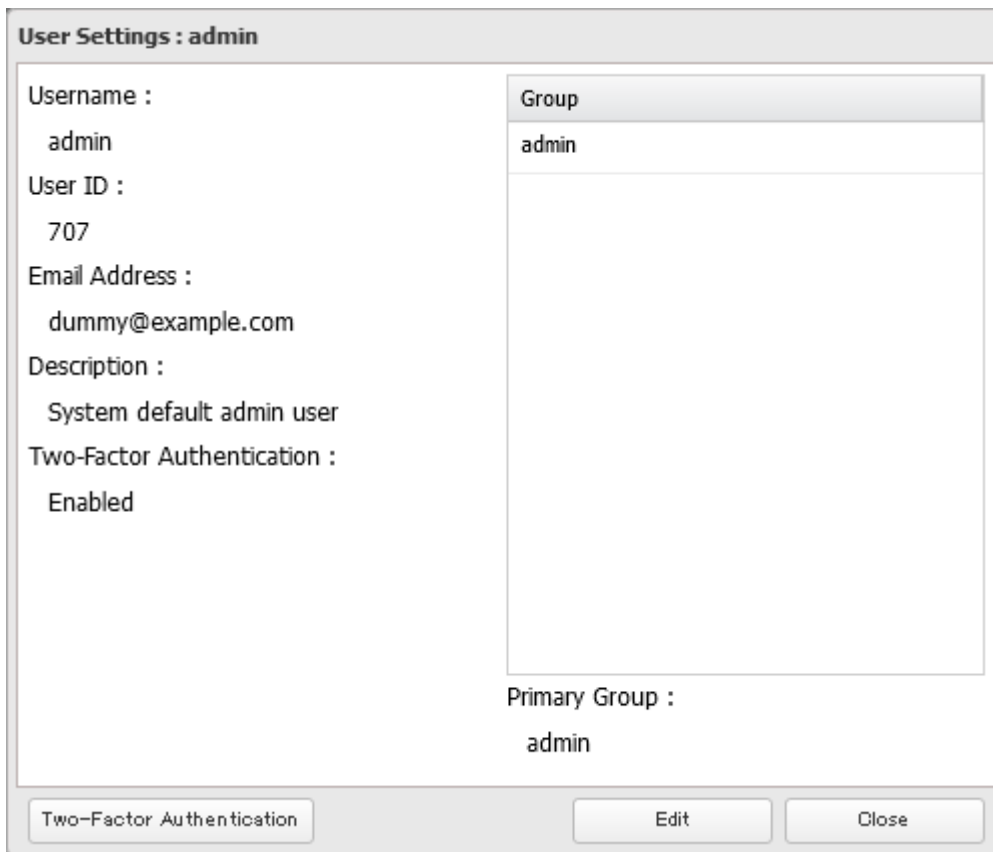 User Settings : admin
Username :
admin
User ID :
707
Email Address :
dummy@example.com
Description :
System default admin user
Two-Factor Authentication :
Enabled
Group
admin
Primary Group :
admin
Two-Factor Authentication
Edit
Close